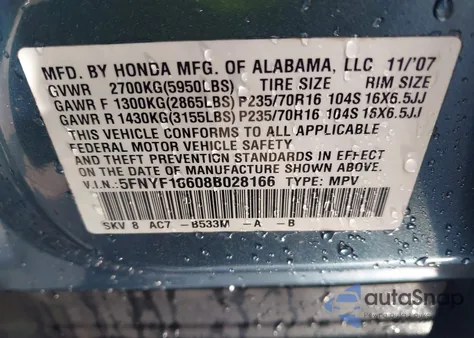 MFD. BY HONDA MFG. OF ALABAMA, LLC 11/'07
GVWR 2700KG(5950LBS) TIRE SIZE RIM SIZE
GAWR F 1300KG(2865LBS) P235/70R16 104S 16X6.5JJ
GAWR R 1430KG(3155LBS) P235/70R16 104S 16X6.5JJ
THIS VEHICLE CONFORMS TO ALL APPLICABLE
FEDERAL MOTOR VEHICLE SAFETY
AND THEFT PREVENTION STANDARDS IN EFFECT
ON THE DATE OF MANUFACTURE SHOWN ABOVE.
V.I.N.: 5FNYF18608B028166 TYPE: MPV
SKV 8 AC7 -B533M -A -B
autoSnap